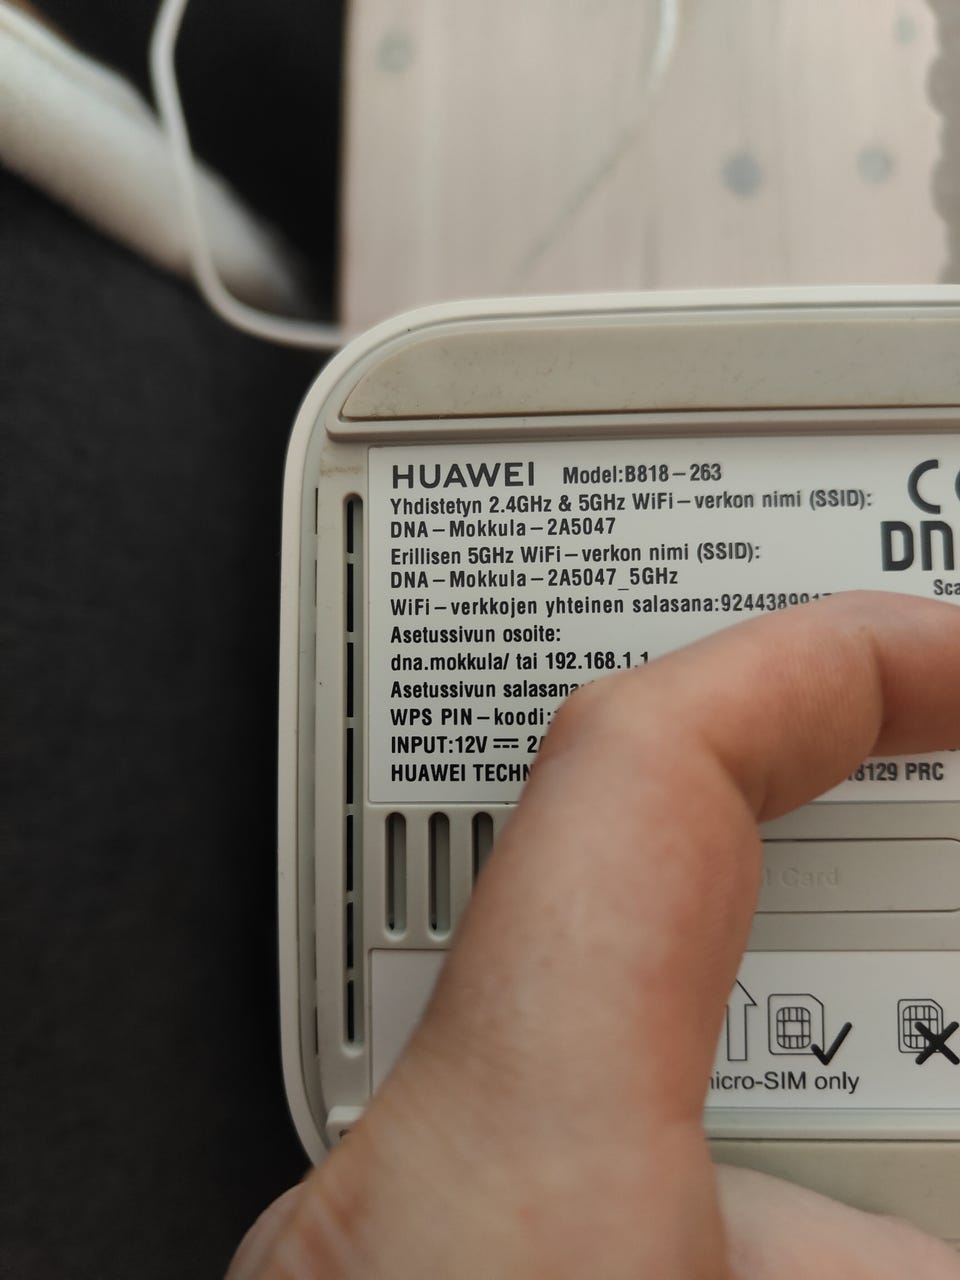 HUAWEI Model:B818-263
Yhdistetyn 2.4GHz & 5GHz WiFi-verkon nimi (SSID):
DNA-Mokkula-2A5047
Erillisen 5GHz WiFi-verkon nimi (SSID):
DNA-Mokkula-2A5047_5GHz
WiFi-verkkojen yhteinen salasana:
Asetussivun osoite:
dna.mokkula/ tai 192.168.1.1
Asetussivun salasana
WPS PIN-koodi:
INPUT:12V ⎓
HUAWEI
PRC
Card
only